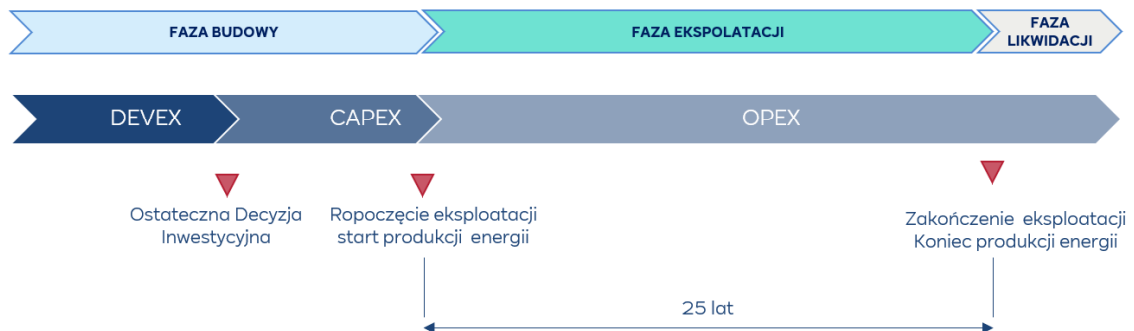 FAZA BUDOWY
FAZA EKSPOLATACJI
FAZA
LIKWIDACJI
DEVEX
CAPEX
OPEX
Ostateczna Decyzja
Inwestycyjna
Ropoczęcie eksploatacji
start produkcji energii
Zakończenie eksploatacji
Koniec produkcji energii
25 lat